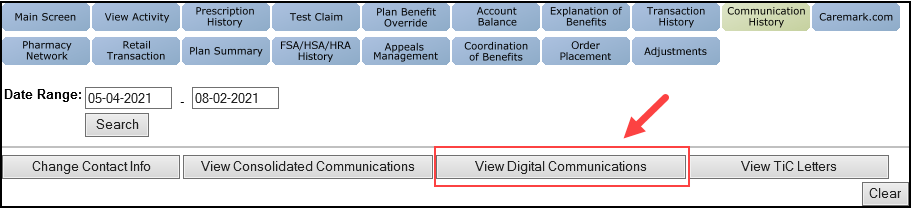 Main Screen
View Activity
Prescription
History
Test Claim
Plan Benefit
Override
Account
Balance
Explanation of
Benefits
Transaction
History
Communication
History
Caremark.com
Pharmacy
Network
Retail
Transaction
Plan Summary
FSA/HSA/HRA
History
Appeals
Management
Coordination
of Benefits
Order
Placement
Adjustments
Date Range: 05-04-2021 - 08-02-2021
Search
Change Contact Info
View Consolidated Communications
View Digital Communications
View TiC Letters
Clear